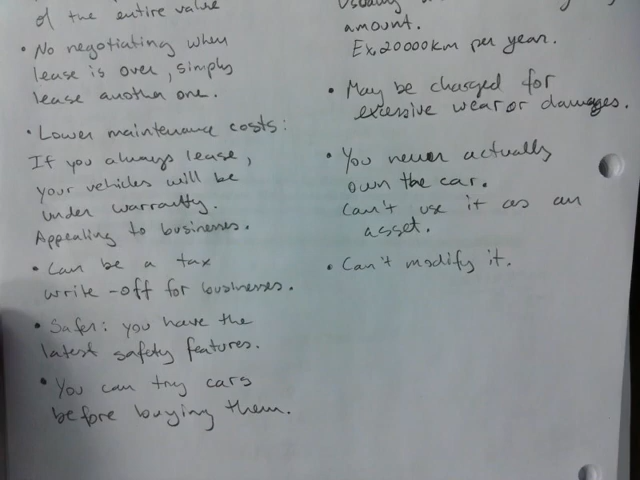 of the entire value
• No negotiating when
lease is over, simply
lease another one.
• Lower maintenance costs:
If you always lease,
your vehicles will be
under warranty.
Appealing to businesses.
• Can be a tax
write-off for businesses.
• Safer: you have the
latest safety features.
• You can try cars
before buying them.
Usually
amount.
Ex. 20000km per year.
• May be charged for
excessive wear or damages.
• You never actually
own the car.
Can't use it as an
asset.
• Can't modify it.